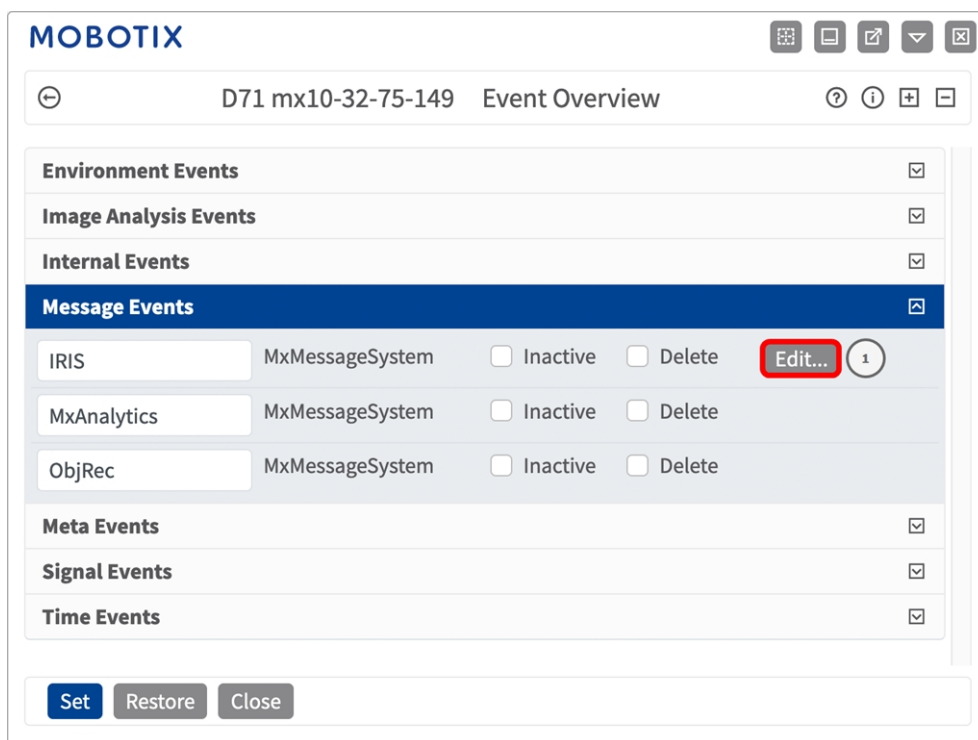 MOBOTIX
D71 mx10-32-75-149 Event Overview
Environment Events
Image Analysis Events
Internal Events
Message Events
IRIS MxMessageSystem Inactive Delete Edit... 1
MxAnalytics MxMessageSystem Inactive Delete
ObjRec MxMessageSystem Inactive Delete
Meta Events
Signal Events
Time Events
Set Restore Close